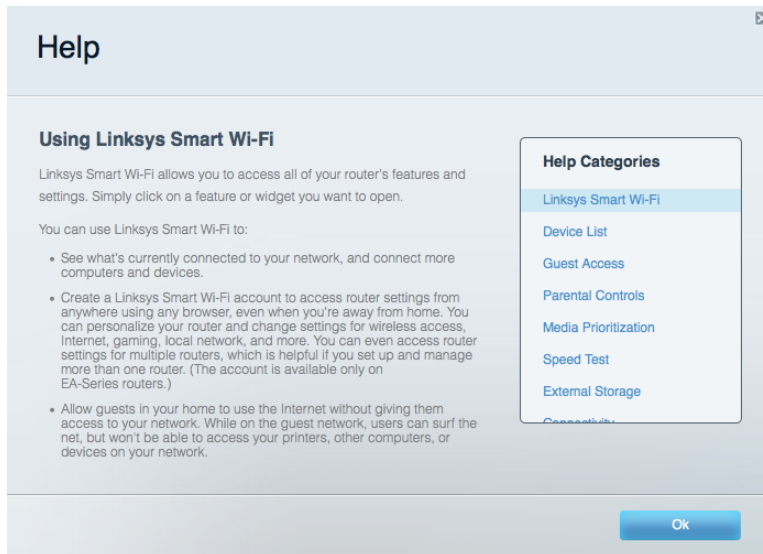 Help
Using Linksys Smart Wi-Fi
Linksys Smart Wi-Fi allows you to access all of your router's features and
settings. Simply click on a feature or widget you want to open.
You can use Linksys Smart Wi-Fi to:
• See what's currently connected to your network, and connect more
computers and devices.
• Create a Linksys Smart Wi-Fi account to access router settings from
anywhere using any browser, even when you're away from home. You
can personalize your router and change settings for wireless access,
Internet, gaming, local network, and more. You can even access router
settings for multiple routers, which is helpful if you set up and manage
more than one router. (The account is available only on
EA-Series routers.)
• Allow guests in your home to use the Internet without giving them
access to your network. While on the guest network, users can surf the
net, but won't be able to access your printers, other computers, or
devices on your network.
Help Categories
Linksys Smart Wi-Fi
Device List
Guest Access
Parental Controls
Media Prioritization
Speed Test
External Storage
Connectivity
Ok